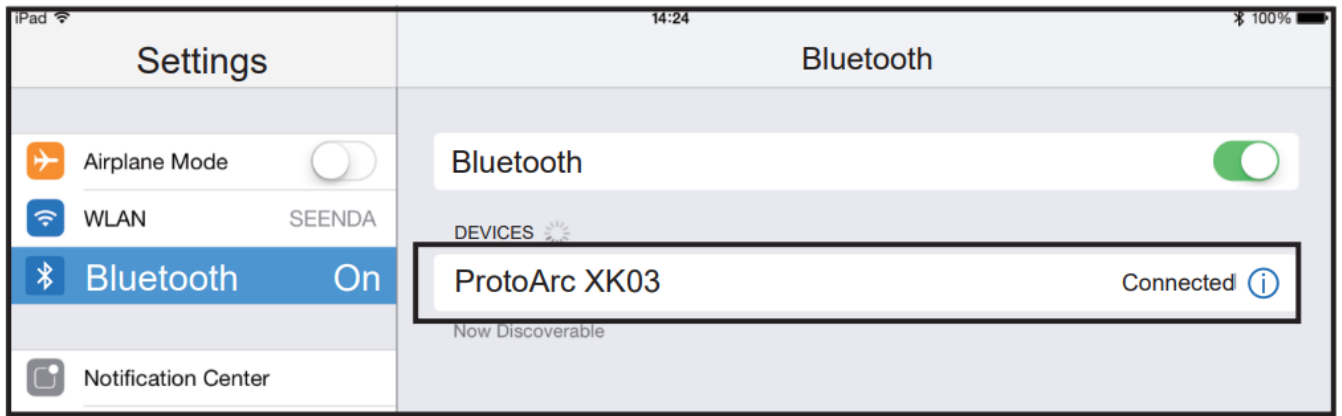 iPad 14:24 100%
Settings
Bluetooth
Airplane Mode
WLAN SEENDA
Bluetooth On
Notification Center
Bluetooth
DEVICES
ProtoArc XK03 Connected
Now Discoverable